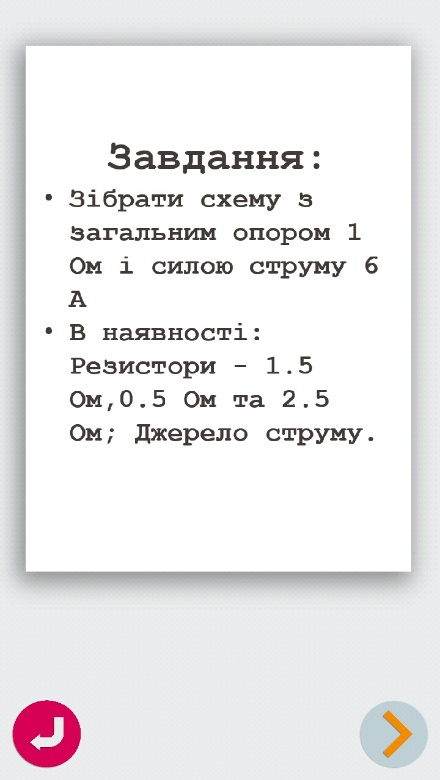 Завдання:
• Зібрати схему з
загальним опором 1
Ом і силою струму 6
А
• В наявності:
Резистори - 1.5
Ом,0.5 Ом та 2.5
Ом; Джерело струму.